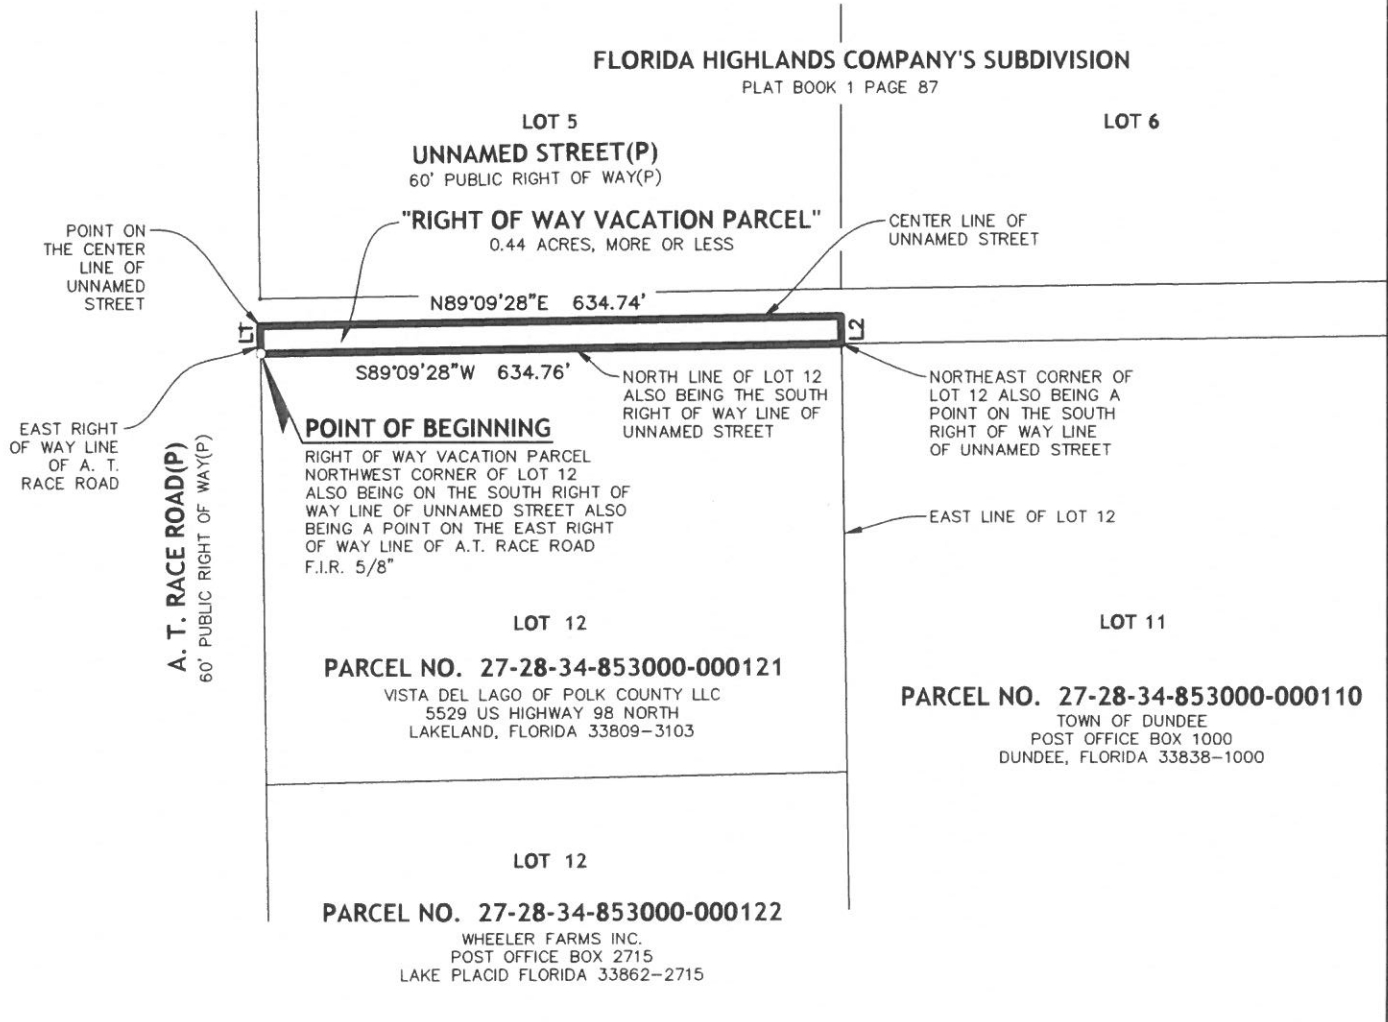 FLORIDA HIGHLANDS COMPANY'S SUBDIVISION
PLAT BOOK 1 PAGE 87
LOT 5
LOT 6
UNNAMED STREET(P)
60' PUBLIC RIGHT OF WAY(P)
"RIGHT OF WAY VACATION PARCEL"
0.44 ACRES, MORE OR LESS
POINT ON
THE CENTER
LINE OF
UNNAMED
STREET
CENTER LINE OF
UNNAMED STREET
N89°09'28"E 634.74'
L1
L2
S89°09'28"W 634.76'
NORTH LINE OF LOT 12
ALSO BEING THE SOUTH
RIGHT OF WAY LINE OF
UNNAMED STREET
NORTHEAST CORNER OF
LOT 12 ALSO BEING A
POINT ON THE SOUTH
RIGHT OF WAY LINE
OF UNNAMED STREET
EAST RIGHT
OF WAY LINE
OF A. T.
RACE ROAD
A. T. RACE ROAD(P)
60' PUBLIC RIGHT OF WAY(P)
POINT OF BEGINNING
RIGHT OF WAY VACATION PARCEL
NORTHWEST CORNER OF LOT 12
ALSO BEING ON THE SOUTH RIGHT OF
WAY LINE OF UNNAMED STREET ALSO
BEING A POINT ON THE EAST RIGHT
OF WAY LINE OF A.T. RACE ROAD
F.I.R. 5/8"
EAST LINE OF LOT 12
LOT 12
PARCEL NO. 27-28-34-853000-000121
VISTA DEL LAGO OF POLK COUNTY LLC
5529 US HIGHWAY 98 NORTH
LAKELAND, FLORIDA 33809-3103
LOT 11
PARCEL NO. 27-28-34-853000-000110
TOWN OF DUNDEE
POST OFFICE BOX 1000
DUNDEE, FLORIDA 33838-1000
LOT 12
PARCEL NO. 27-28-34-853000-000122
WHEELER FARMS INC.
POST OFFICE BOX 2715
LAKE PLACID FLORIDA 33862-2715